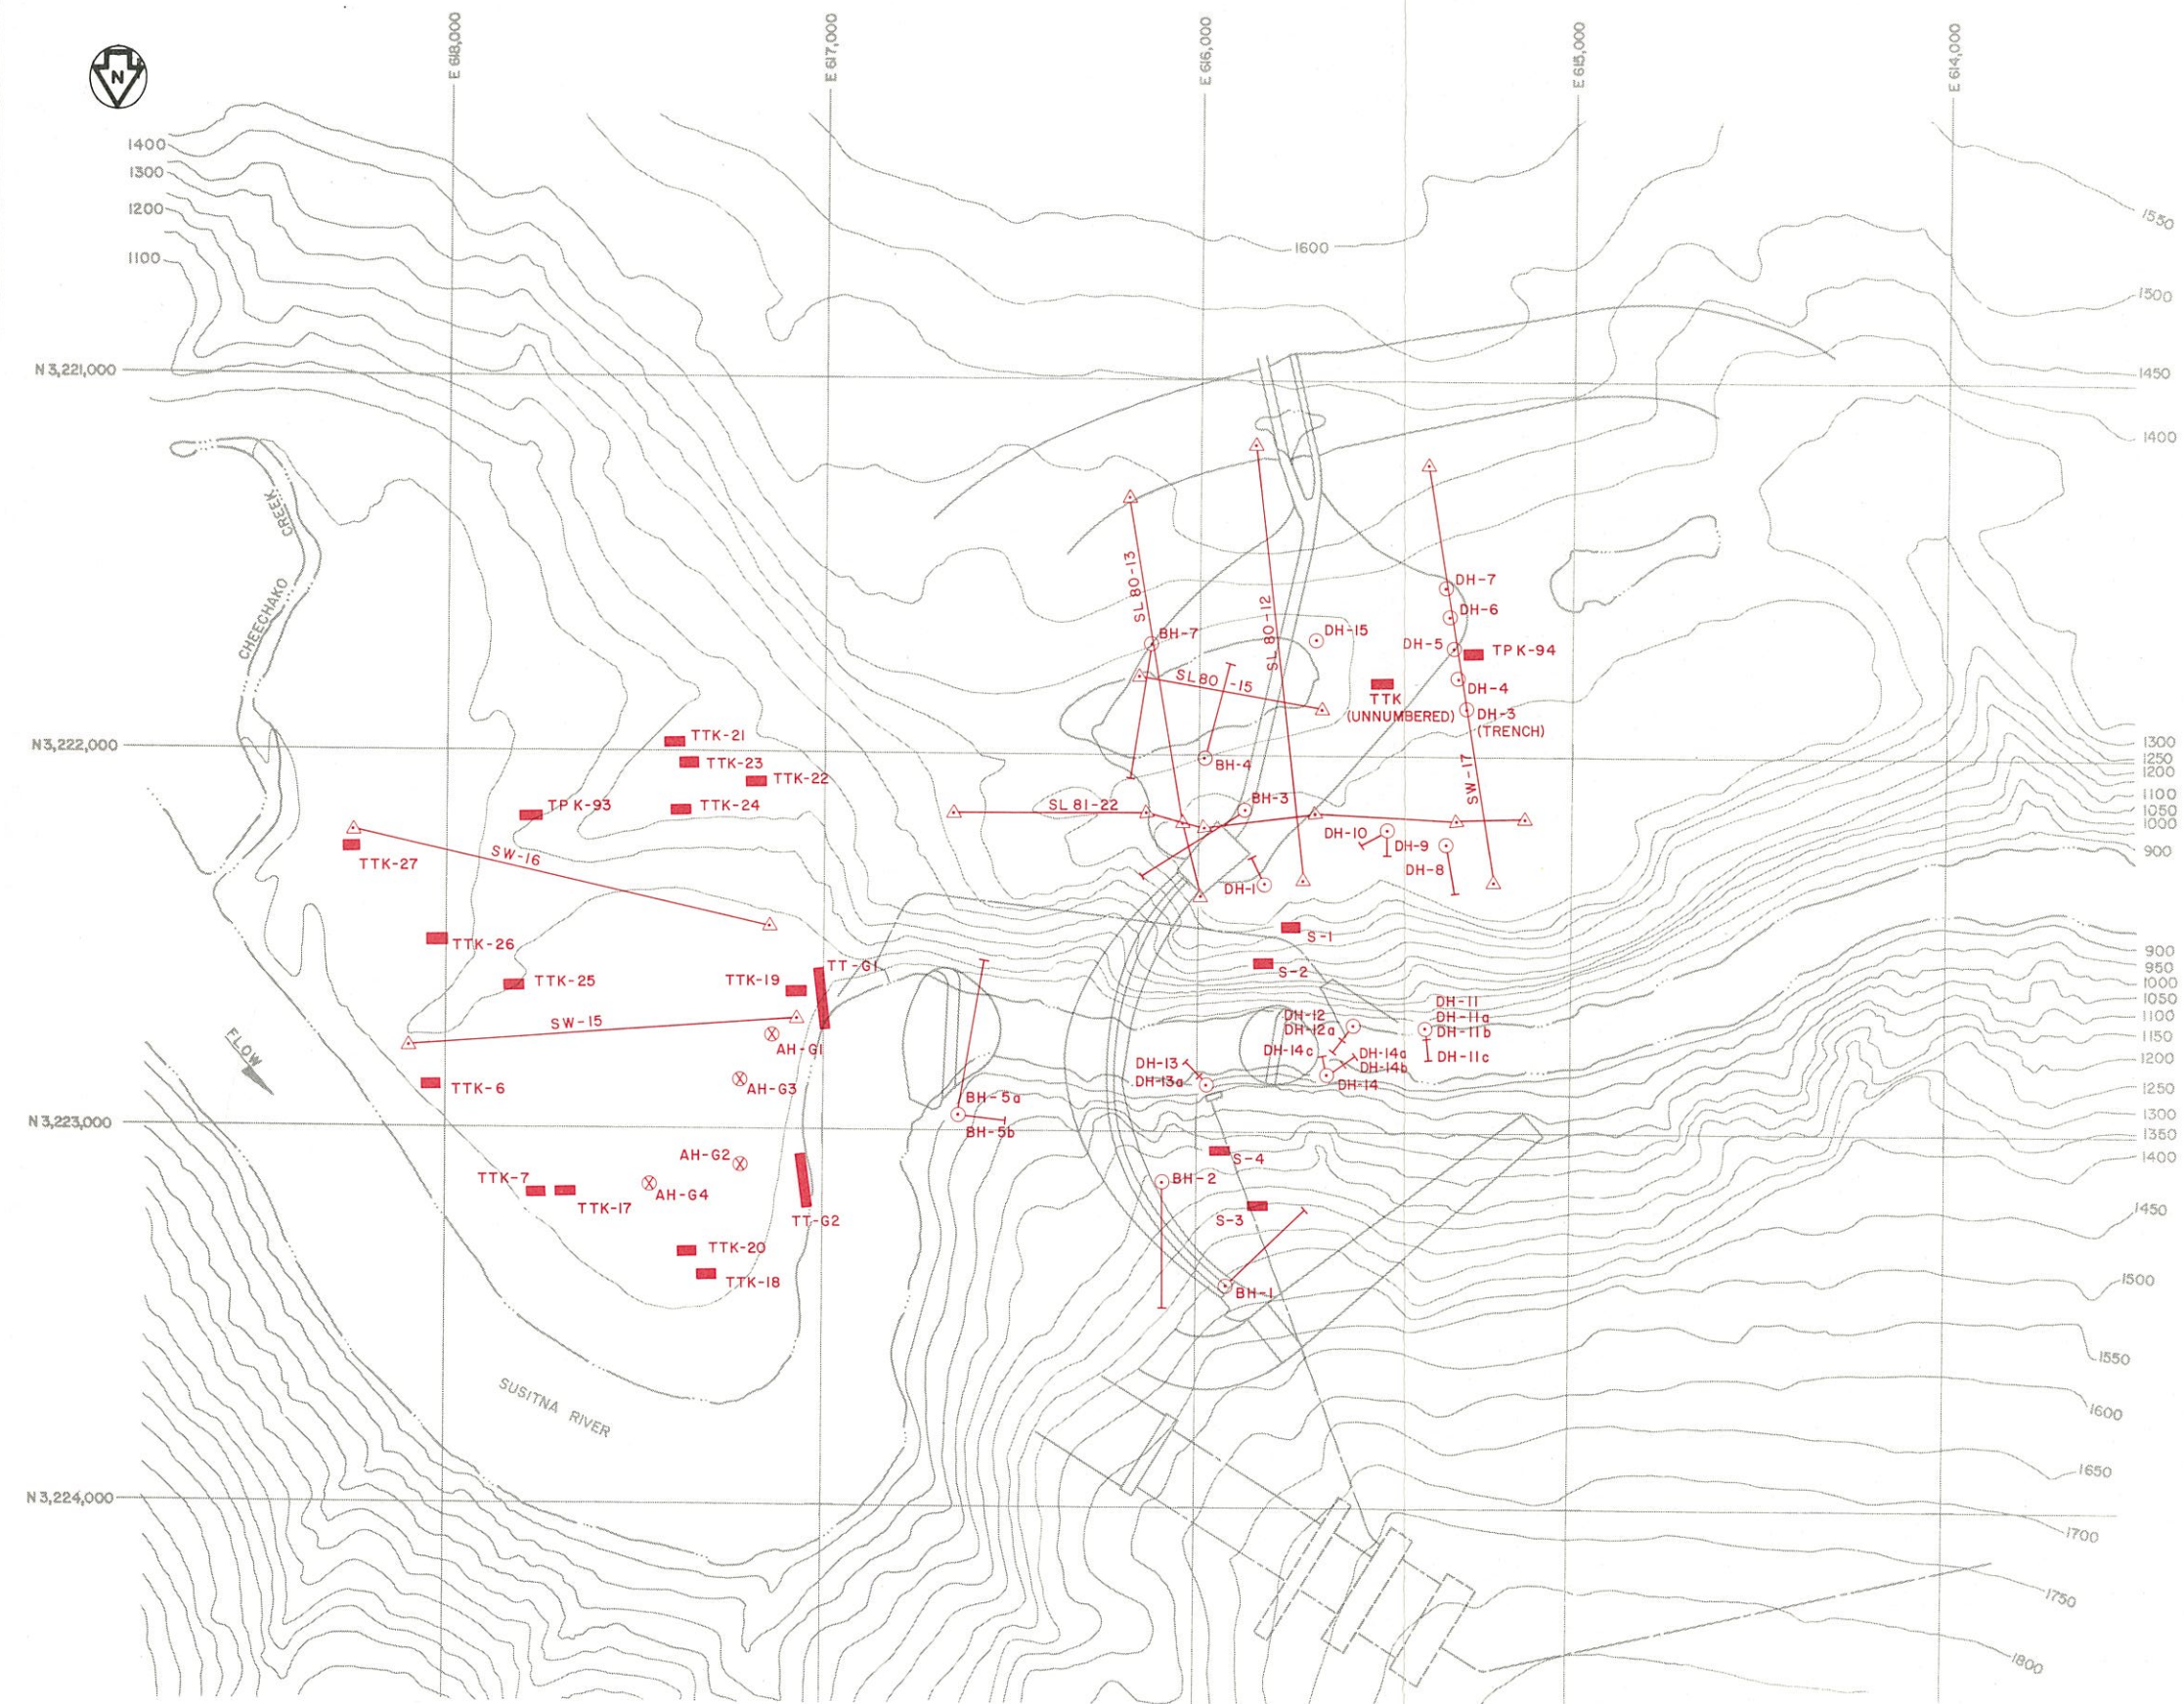 E 618,000
E 617,000
E 616,000
E 615,000
E 614,000
N
1400
1300
1200
1100
1600
1550
1500
1450
1400
N 3,221,000
CHEECHAKO
CREEK
SL 80-13
SL 80-12
DH-7
DH-6
DH-5
TPK-94
DH-4
DH-3
(TRENCH)
SW-17
BH-7
DH-15
SL80-15
TTK
(UNNUMBERED)
N 3,222,000
TTK-21
TTK-23
TTK-22
TTK-24
TPK-93
BH-4
SL 81-22
BH-3
DH-10
DH-9
DH-8
DH-1
1300
1250
1200
1100
1050
1000
900
SW-16
TTK-27
TTK-26
TTK-25
TTK-19
TT-G1
S-1
S-2
900
950
1000
1050
1100
1150
1200
1250
1300
1350
1400
SW-15
AH-G1
AH-G3
FLOW
TTK-6
DH-12
DH-12a
DH-11
DH-11a
DH-11b
DH-11c
DH-14c
DH-14a
DH-14b
DH-14
DH-13
DH-13a
BH-5a
BH-5b
N 3,223,000
AH-G2
AH-G4
TTK-7
TTK-17
TT-G2
TTK-20
TTK-18
S-4
BH-2
S-3
BH-1
1450
1500
1550
1600
1650
1700
1750
1800
SUSITNA RIVER
N 3,224,000